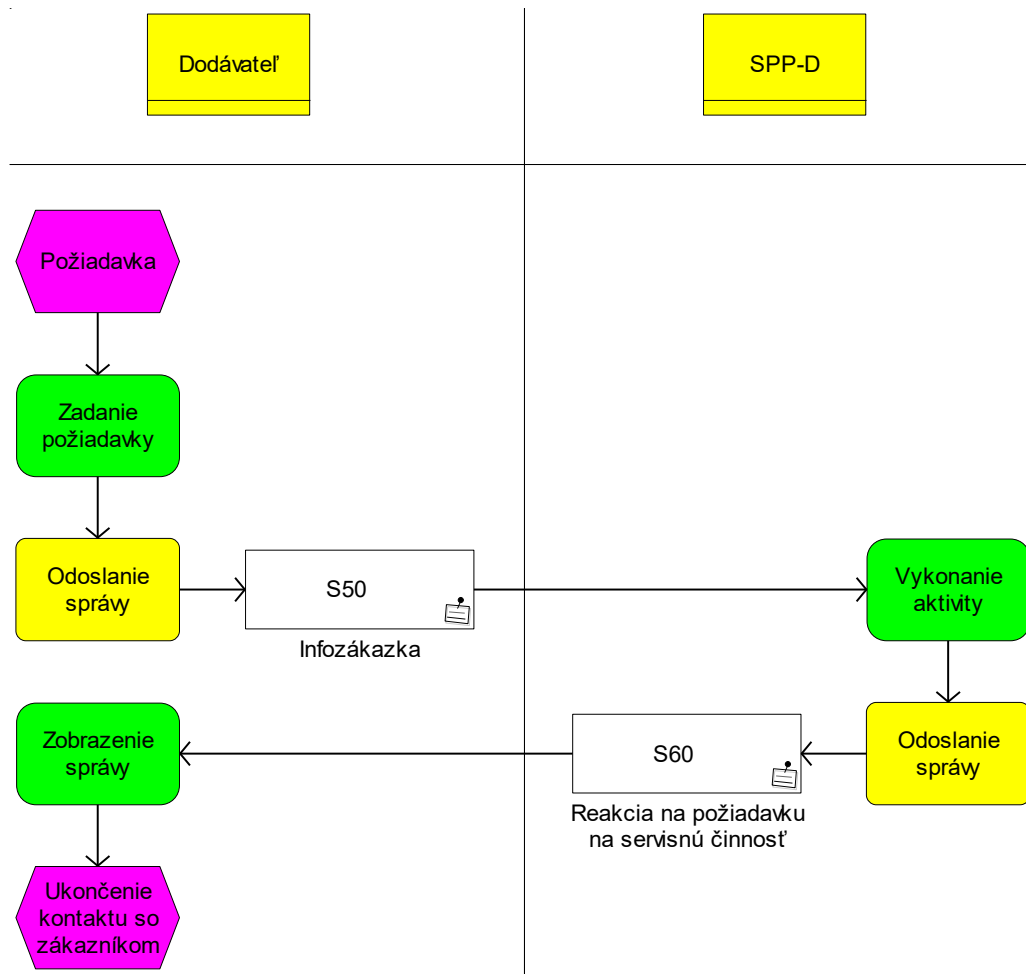 Dodávateľ
SPP-D
Požiadavka
Zadanie
požiadavky
Odoslanie
správy
S50
Infozákazka
Vykonanie
aktivity
Zobrazenie
správy
S60
Reakcia na požiadavku
na servisnú činnosť
Odoslanie
správy
Ukončenie
kontaktu so
zákazníkom